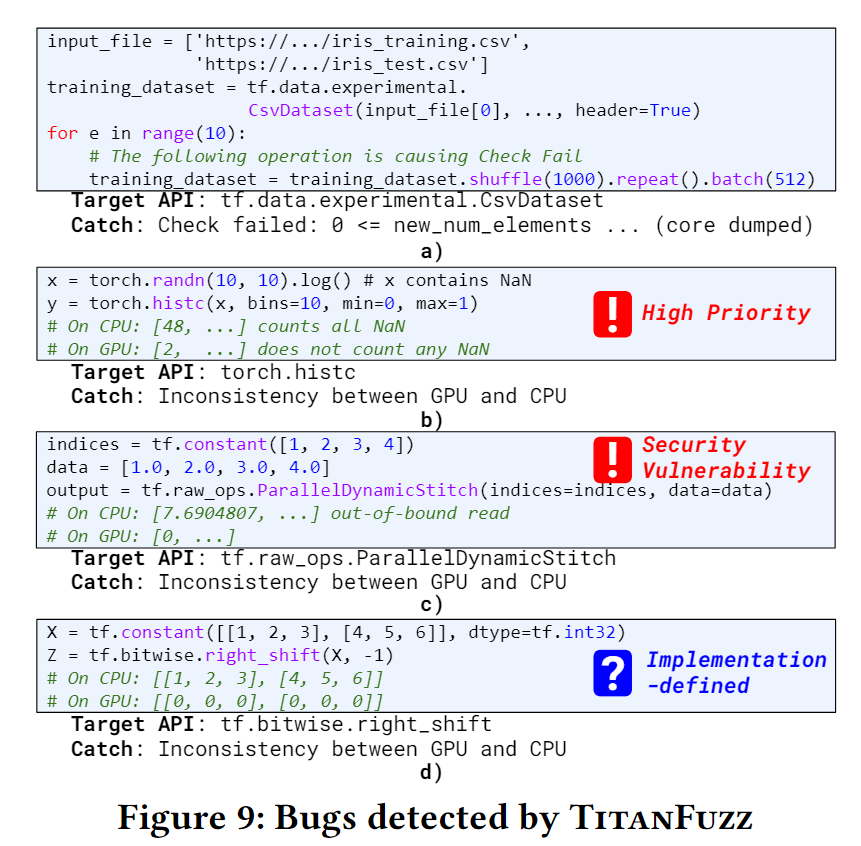 input_file = ['https://.../iris_training.csv',
              'https://.../iris_test.csv']
training_dataset = tf.data.experimental.
                   CsvDataset(input_file[0], ..., header=True)
for e in range(10):
    # The following operation is causing Check Fail
    training_dataset = training_dataset.shuffle(1000).repeat().batch(512)
Target API: tf.data.experimental.CsvDataset
Catch: Check failed: 0 <= new_num_elements ... (core dumped)
a)
x = torch.randn(10, 10).log() # x contains NaN
y = torch.histc(x, bins=10, min=0, max=1)
# On CPU: [48, ...] counts all NaN
# On GPU: [2,  ...] does not count any NaN
High Priority
Target API: torch.histc
Catch: Inconsistency between GPU and CPU
b)
indices = tf.constant([1, 2, 3, 4])
data = [1.0, 2.0, 3.0, 4.0]
output = tf.raw_ops.ParallelDynamicStitch(indices=indices, data=data)
# On CPU: [7.6904807, ...] out-of-bound read
# On GPU: [0, ...]
Security
Vulnerability
Target API: tf.raw_ops.ParallelDynamicStitch
Catch: Inconsistency between GPU and CPU
c)
X = tf.constant([[1, 2, 3], [4, 5, 6]], dtype=tf.int32)
Z = tf.bitwise.right_shift(X, -1)
# On CPU: [[1, 2, 3], [4, 5, 6]]
# On GPU: [[0, 0, 0], [0, 0, 0]]
Implementation
-defined
Target API: tf.bitwise.right_shift
Catch: Inconsistency between GPU and CPU
d)
Figure 9: Bugs detected by TitanFuzz